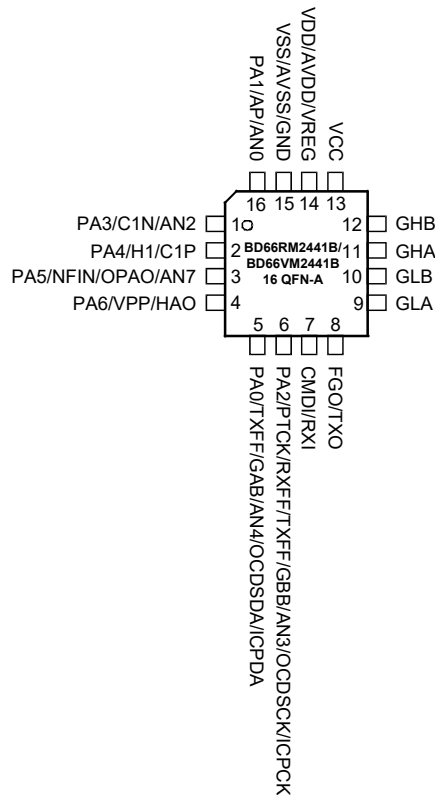 PA1/AP/AN0
VSS/AVSS/GND
VDD/AVDD/VREG
VCC
16 15 14 13
PA3/C1N/AN2 1 12 GHB
PA4/H1/C1P 2 BD66RM2441B/ 11 GHA
PA5/NFIN/OPAO/AN7 3 BD66VM2441B 10 GLB
16 QFN-A
PA6/VPP/HAO 4 9 GLA
5 6 7 8
PA0/TXFF/GAB/AN4/OCDSDA/ICPDA
PA2/PTCK/RXFF/TXFF/GBB/AN3/OCDSCK/ICPCK
CMDI/RXI
FGO/TXO